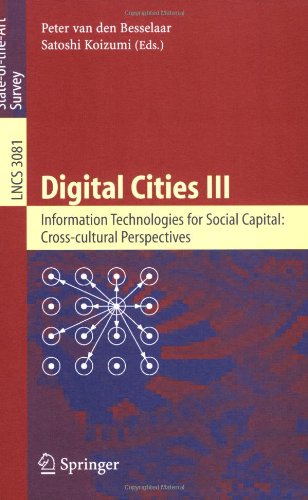 Peter van den Besselaar
Satoshi Koizumi (Eds.)
State-of-the-Art
Survey
LNCS 3081
Digital Cities III
Information Technologies for Social Capital:
Cross-cultural Perspectives
Springer